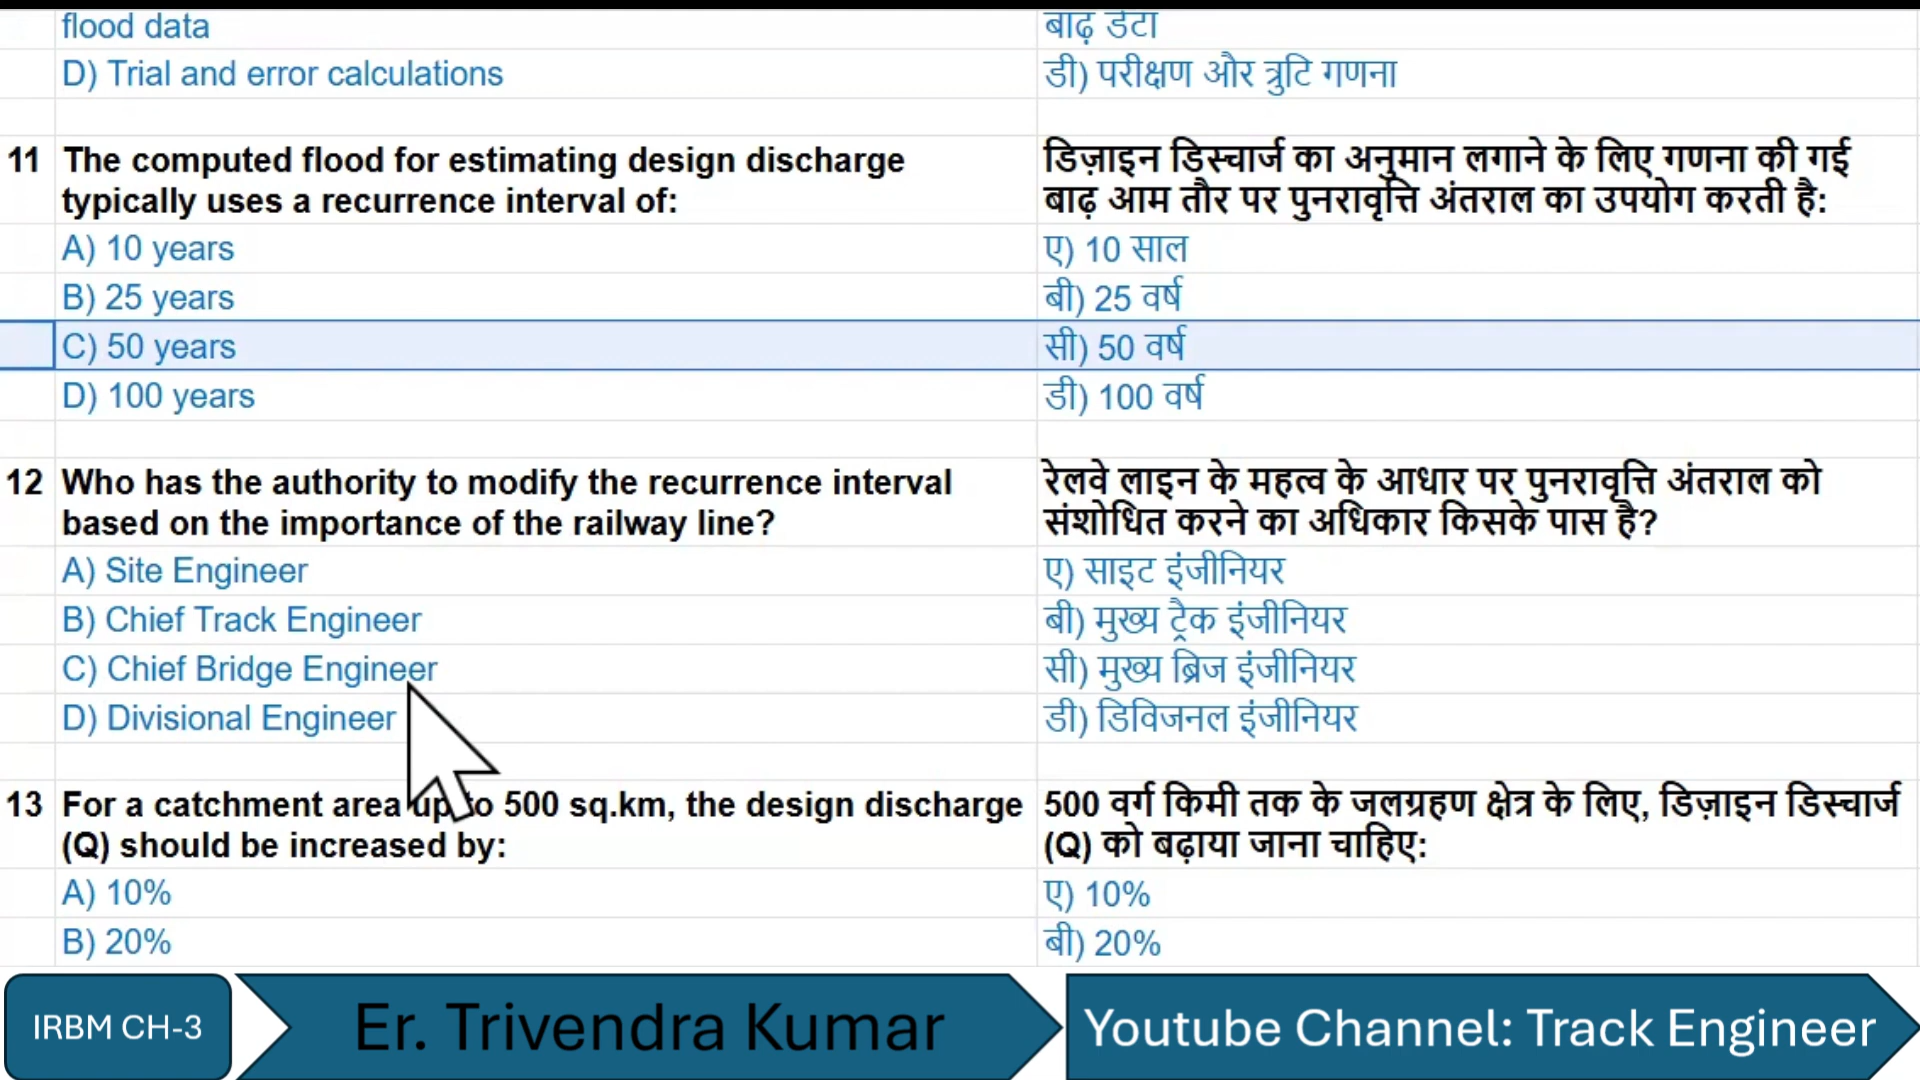 flood data
बाढ़ डेटा
D) Trial and error calculations
डी) परीक्षण और त्रुटि गणना
11 The computed flood for estimating design discharge
typically uses a recurrence interval of:
डिज़ाइन डिस्चार्ज का अनुमान लगाने के लिए गणना की गई
बाढ़ आम तौर पर पुनरावृत्ति अंतराल का उपयोग करती है:
A) 10 years
ए) 10 साल
B) 25 years
बी) 25 वर्ष
C) 50 years
सी) 50 वर्ष
D) 100 years
डी) 100 वर्ष
12 Who has the authority to modify the recurrence interval
based on the importance of the railway line?
रेलवे लाइन के महत्व के आधार पर पुनरावृत्ति अंतराल को
संशोधित करने का अधिकार किसके पास है?
A) Site Engineer
ए) साइट इंजीनियर
B) Chief Track Engineer
बी) मुख्य ट्रैक इंजीनियर
C) Chief Bridge Engineer
सी) मुख्य ब्रिज इंजीनियर
D) Divisional Engineer
डी) डिविजनल इंजीनियर
13 For a catchment area up to 500 sq.km, the design discharge
(Q) should be increased by:
500 वर्ग किमी तक के जलग्रहण क्षेत्र के लिए, डिज़ाइन डिस्चार्ज
(Q) को बढ़ाया जाना चाहिए:
A) 10%
ए) 10%
B) 20%
बी) 20%
IRBM CH-3
Er. Trivendra Kumar
Youtube Channel: Track Engineer